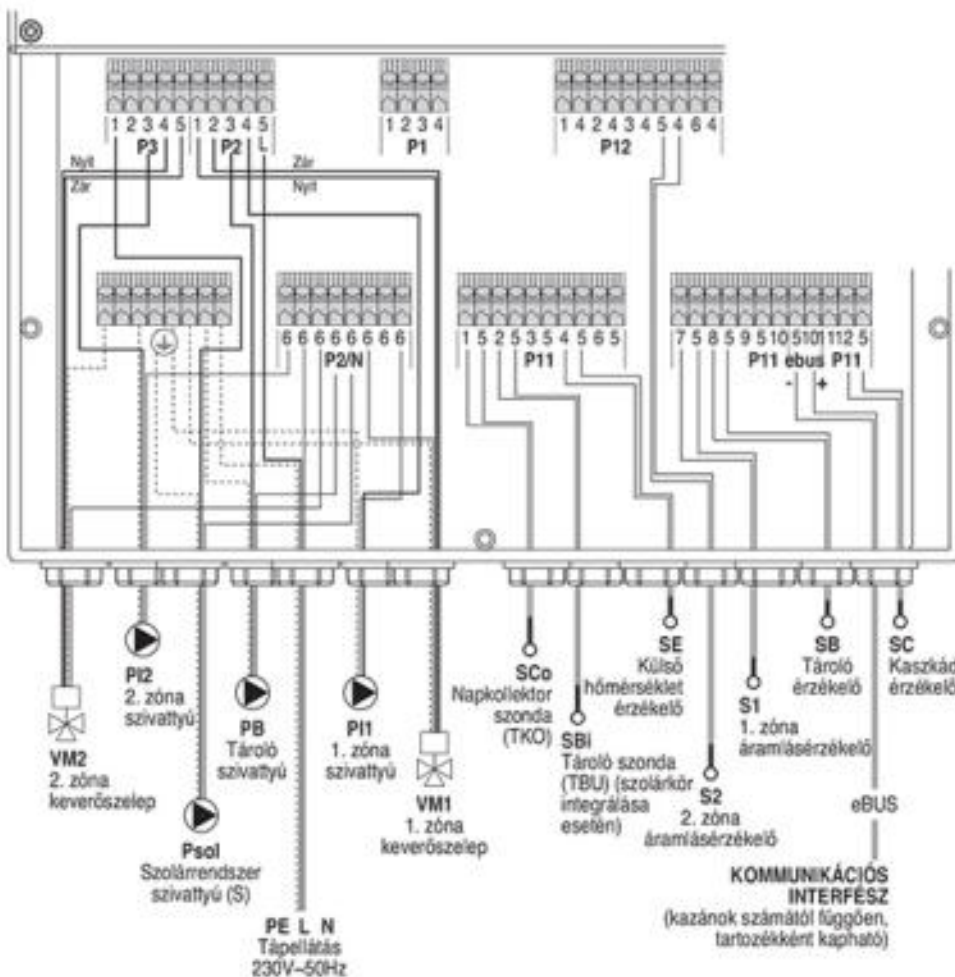 1 2 3 4 5 1 2 3 4 5
P3 P2 L
1 2 3 4
P1
1 4 2 4 3 4 5 4 6 4
P12
Nyit
Zár
Zár
Nyit
6 6 6 6 6 6 6
P2/N
1 5 2 5 3 5 4 5 6 5
P11
7 5 8 5 9 5 10 5 10 11 12 5
P11 ebus P11
- +
PI2
2. zóna
szivattyú
VM2
2. zóna
keverőszelep
Psol
Szolárrendszer
szivattyú (S)
PB
Tároló
szivattyú
PE L N
Tápellátás
230V~50Hz
PI1
1. zóna
szivattyú
VM1
1. zóna
keverőszelep
SCo
Napkollektor
szonda
(TKO)
SBi
Tároló szonda
(TBU) (szolárkör
integrálása
esetén)
SE
Külső
hőmérséklet
érzékelő
S2
2. zóna
áramlásérzékelő
S1
1. zóna
áramlásérzékelő
SB
Tároló
érzékelő
SC
Kaszkád
érzékelő
eBUS
KOMMUNIKÁCIÓS
INTERFÉSZ
(kazánok számától függően,
tartozékként kapható)